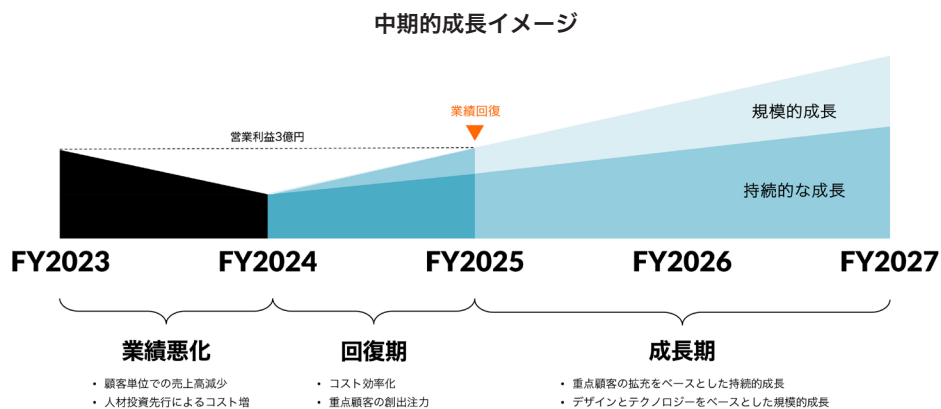 中期的成長イメージ
業績回復
営業利益3億円
規模的成長
持続的な成長
FY2023
FY2024
FY2025
FY2026
FY2027
業績悪化
回復期
成長期
• 顧客単位での売上高減少
• 人材投資先行によるコスト増
• コスト効率化
• 重点顧客の創出注力
• 重点顧客の拡充をベースとした持続的成長
• デザインとテクノロジーをベースとした規模的成長